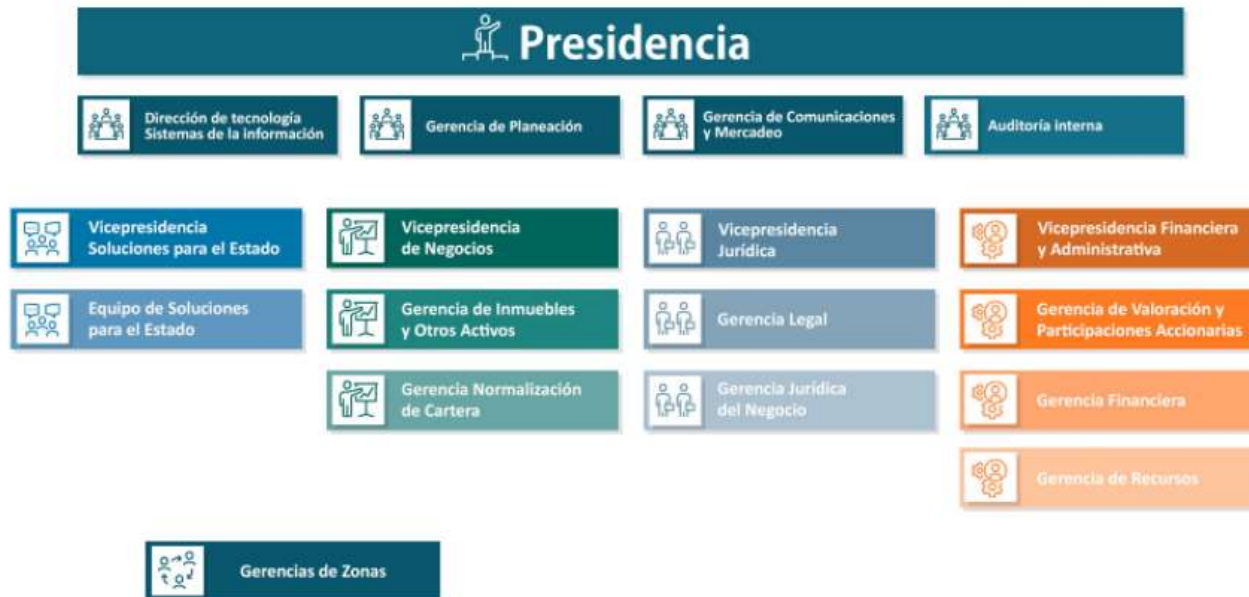 Presidencia
Dirección de tecnología
Sistemas de la información
Gerencia de Planeación
Gerencia de Comunicaciones
y Mercadeo
Auditoría interna
Vicepresidencia
Soluciones para el Estado
Vicepresidencia
de Negocios
Vicepresidencia
Jurídica
Vicepresidencia Financiera
y Administrativa
Equipo de Soluciones
para el Estado
Gerencia de Inmuebles
y Otros Activos
Gerencia Legal
Gerencia de Valoración y
Participaciones Accionarias
Gerencia Normalización
de Cartera
Gerencia Jurídica
del Negocio
Gerencia Financiera
Gerencia de Recursos
Gerencias de Zonas